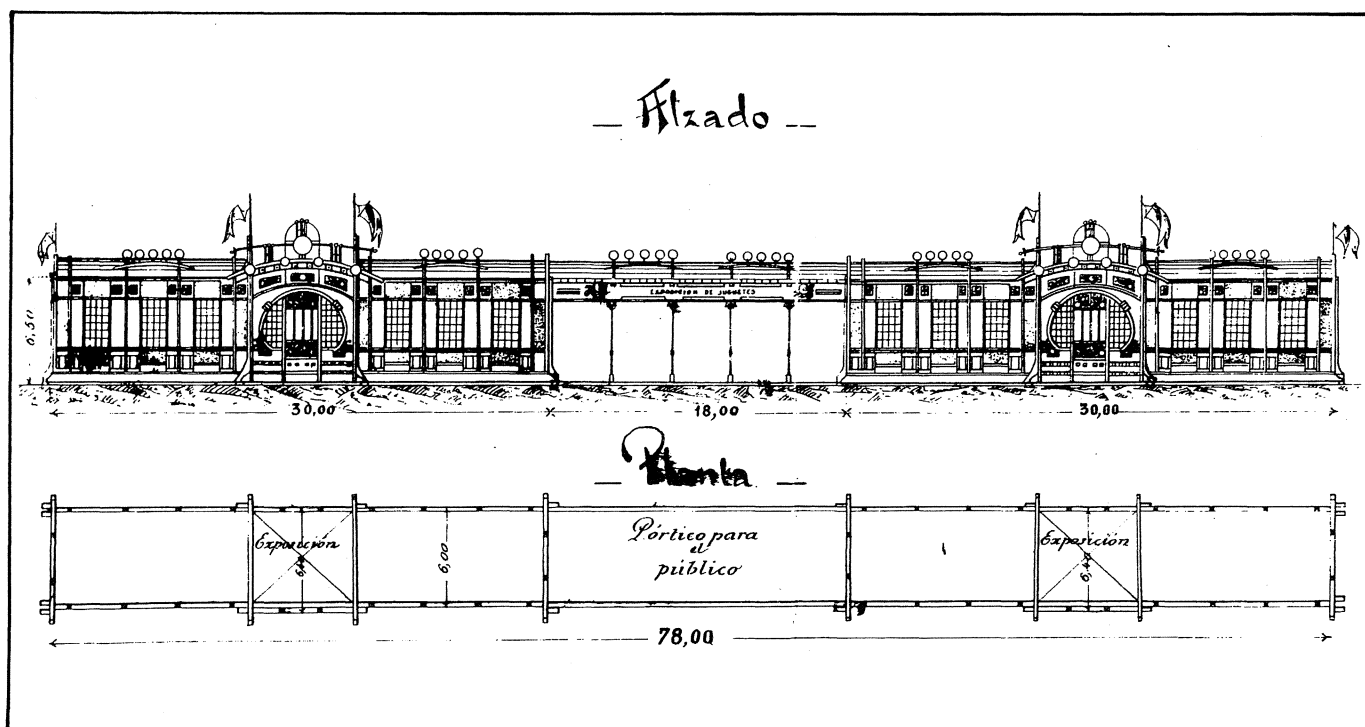 Alzado
EXPOSICION DE JUGUETES
6,50
30,00 18,00 30,00
Planta
Exposición
6,40
6,00
Pórtico para
el
público
Exposición
6,40
78,00